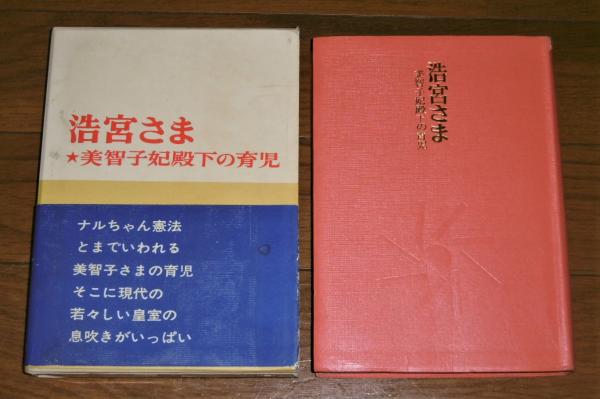 浩宮さま
★美智子妃殿下の育児
ナルちゃん憲法
とまでいわれる
美智子さまの育児
そこに現代の
若々しい皇室の
息吹きがいっぱい
浩宮さま
美智子妃殿下の育児